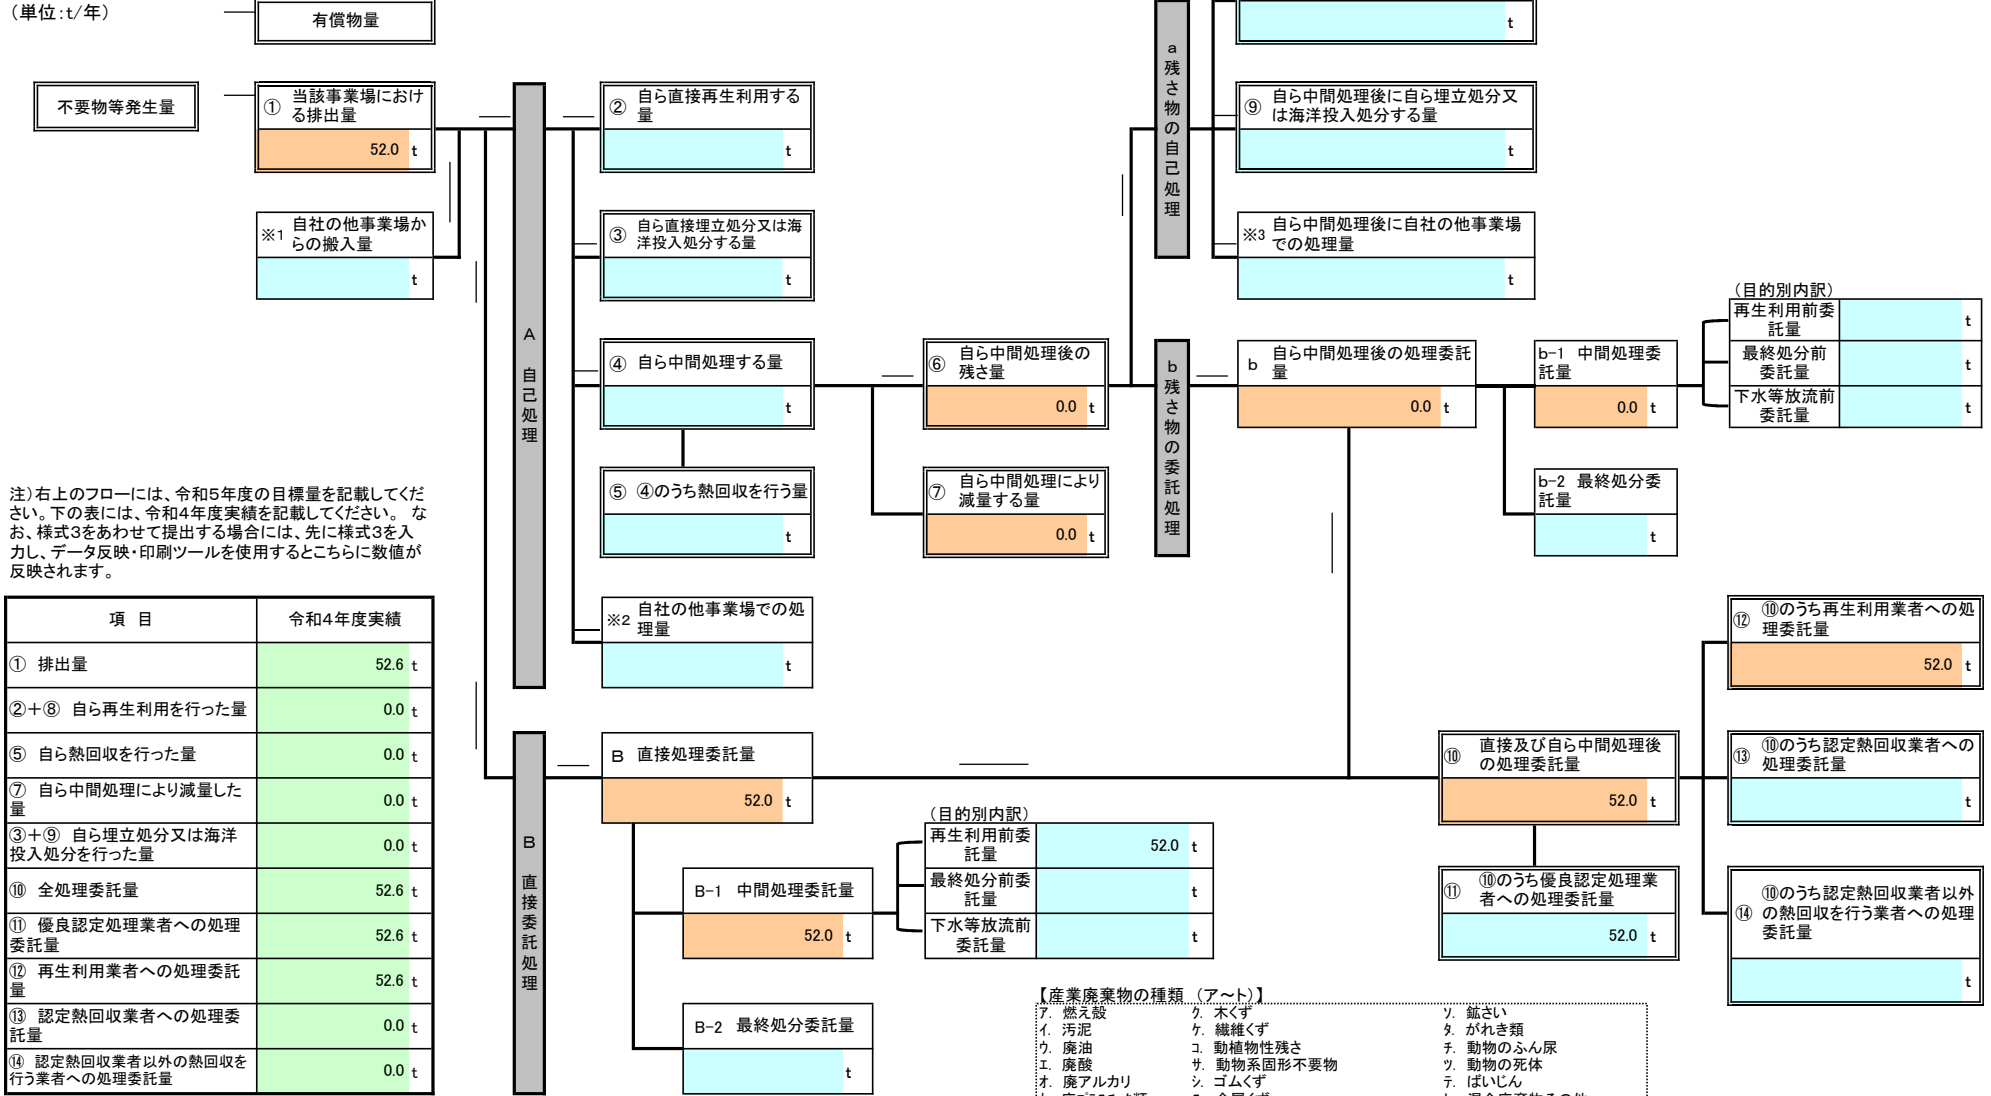 (単位:t/年)
有償物量
不要物等発生量
① 当該事業場におけ
る排出量
52.0 t
※1 自社の他事業場か
らの搬入量
t
A 自己処理
② 自ら直接再生利用する
量
t
③ 自ら直接埋立処分又は海
洋投入処分する量
t
④ 自ら中間処理する量
t
⑤ ④のうち熱回収を行う量
t
※2 自社の他事業場での処
理量
t
⑥ 自ら中間処理後の
残さ量
0.0 t
⑦ 自ら中間処理により
減量する量
0.0 t
a 残さ物の自己処理
t
⑨ 自ら中間処理後に自ら埋立処分又
は海洋投入処分する量
t
※3 自ら中間処理後に自社の他事業場
での処理量
t
b 残さ物の委託処理
b 自ら中間処理後の処理委託
量
0.0 t
b-1 中間処理委
託量
0.0 t
(目的別内訳)
再生利用前委
託量
t
最終処分前
委託量
t
下水等放流前
委託量
t
b-2 最終処分委
託量
t
注)右上のフローには、令和5年度の目標量を記載してくだ
さい。下の表には、令和4年度実績を記載してください。 な
お、様式3をあわせて提出する場合には、先に様式3を入
力し、データ反映・印刷ツールを使用するとこちらに数値が
反映されます。
項 目 令和4年度実績
① 排出量 52.6 t
②+⑧ 自ら再生利用を行った量 0.0 t
⑤ 自ら熱回収を行った量 0.0 t
⑦ 自ら中間処理により減量した
量 0.0 t
③+⑨ 自ら埋立処分又は海洋
投入処分を行った量 0.0 t
⑩ 全処理委託量 52.6 t
⑪ 優良認定処理業者への処理
委託量 52.6 t
⑫ 再生利用業者への処理委託
量 52.6 t
⑬ 認定熱回収業者への処理委
託量 0.0 t
⑭ 認定熱回収業者以外の熱回収を
行う業者への処理委託量 0.0 t
B 直接委託処理
B 直接処理委託量
52.0 t
B-1 中間処理委託量
52.0 t
B-2 最終処分委託量
t
(目的別内訳)
再生利用前委
託量
52.0 t
最終処分前委
託量
t
下水等放流前
委託量
t
⑩ 直接及び自ら中間処理後
の処理委託量
52.0 t
⑪ ⑩のうち優良認定処理業
者への処理委託量
52.0 t
⑫ ⑩のうち再生利用業者への処
理委託量
52.0 t
⑬ ⑩のうち認定熱回収業者への
処理委託量
t
⑭ ⑩のうち認定熱回収業者以外
の熱回収を行う業者への処理
委託量
t
【産業廃棄物の種類 (ア~ト)】
ア. 燃え殻 ク. 木くず ソ. 鉱さい
イ. 汚泥 ケ. 繊維くず タ. がれき類
ウ. 廃油 コ. 動植物性残さ チ. 動物のふん尿
エ. 廃酸 サ. 動物系固形不要物 ツ. 動物の死体
オ. 廃アルカリ シ. ゴムくず テ. ばいじん